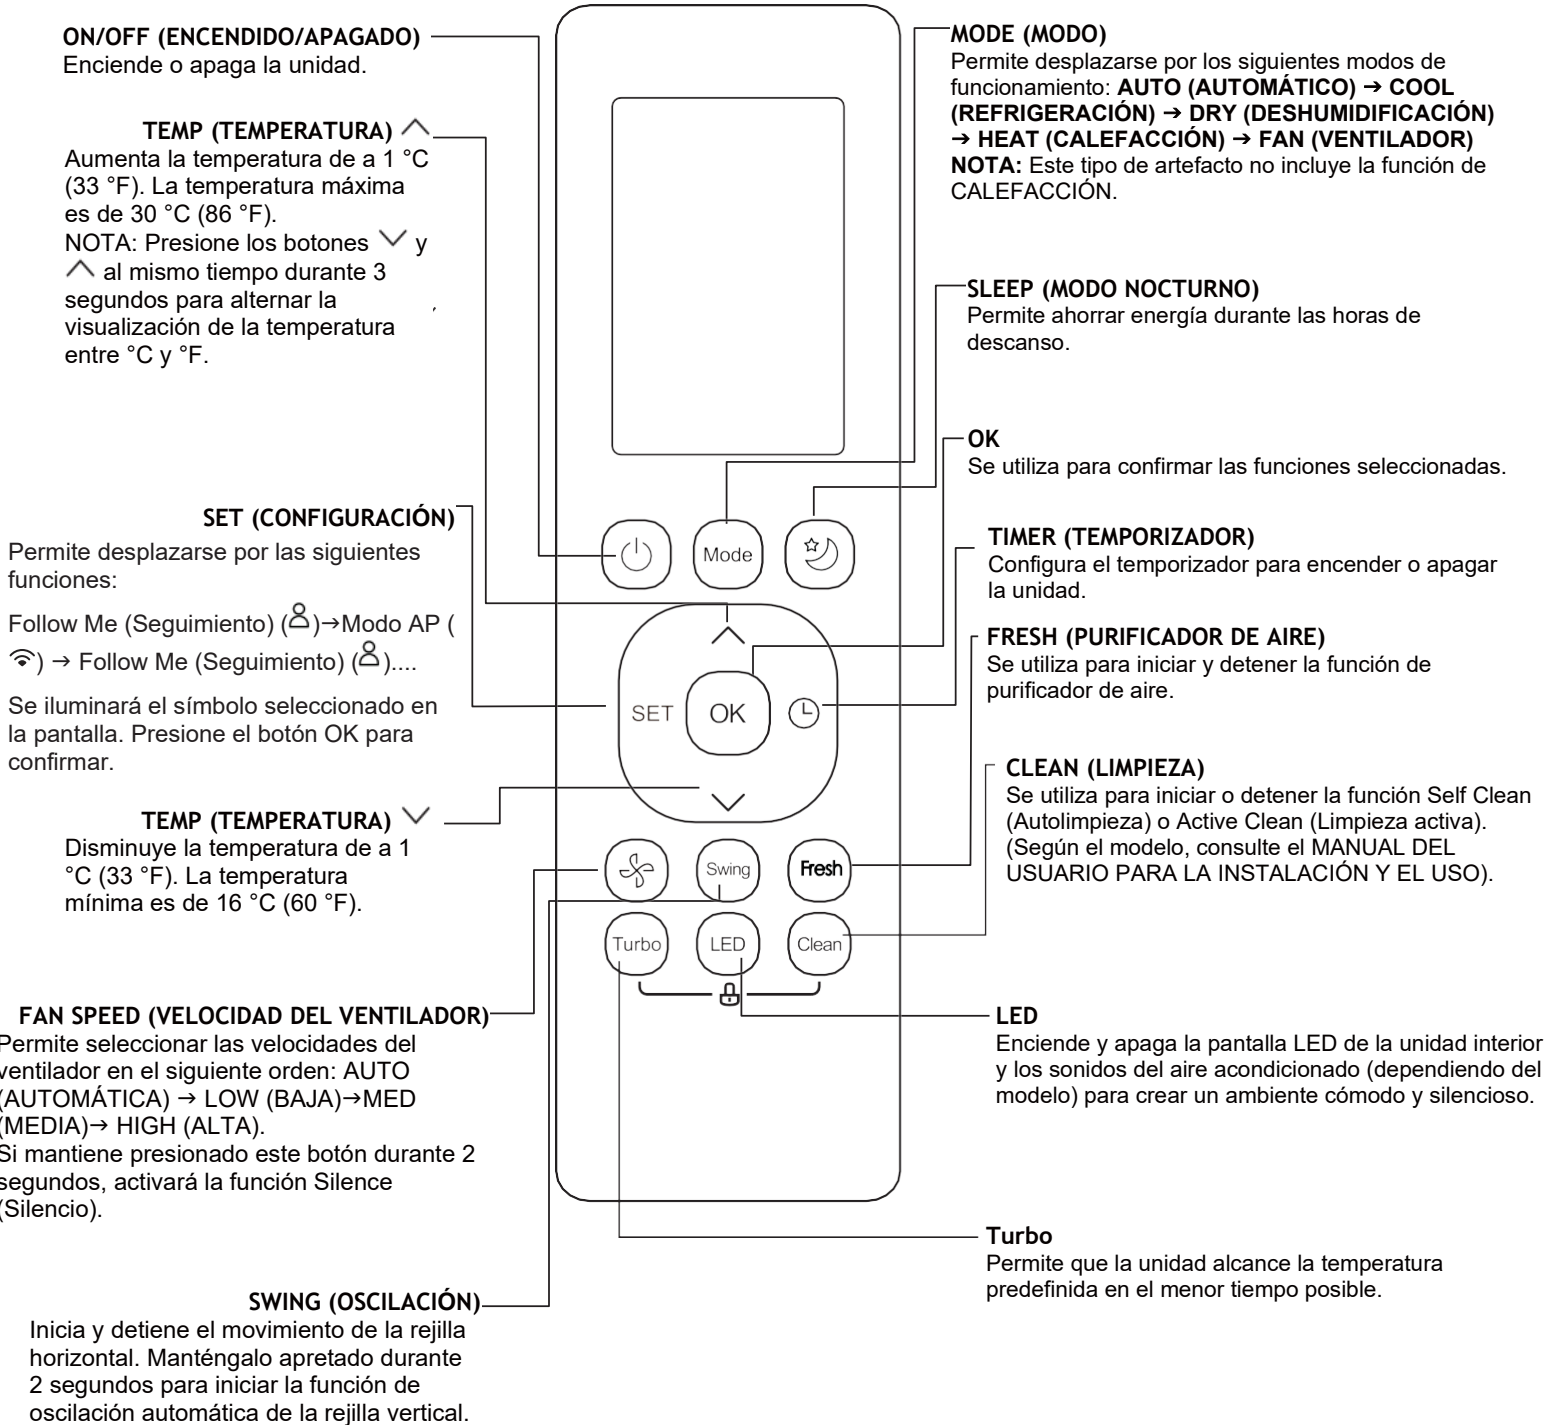 ON/OFF (ENCENDIDO/APAGADO)
Enciende o apaga la unidad.
TEMP (TEMPERATURA)
Aumenta la temperatura de a 1 °C
(33 °F). La temperatura máxima
es de 30 °C (86 °F).
NOTA: Presione los botones y
al mismo tiempo durante 3
segundos para alternar la
visualización de la temperatura
entre °C y °F.
SET (CONFIGURACIÓN)
Permite desplazarse por las siguientes
funciones:
Follow Me (Seguimiento) ( )→Modo AP (
) → Follow Me (Seguimiento) ( )....
Se iluminará el símbolo seleccionado en
la pantalla. Presione el botón OK para
confirmar.
TEMP (TEMPERATURA)
Disminuye la temperatura de a 1
°C (33 °F). La temperatura
mínima es de 16 °C (60 °F).
FAN SPEED (VELOCIDAD DEL VENTILADOR)
Permite seleccionar las velocidades del
ventilador en el siguiente orden: AUTO
(AUTOMÁTICA) → LOW (BAJA)→MED
(MEDIA)→ HIGH (ALTA).
Si mantiene presionado este botón durante 2
segundos, activará la función Silence
(Silencio).
SWING (OSCILACIÓN)
Inicia y detiene el movimiento de la rejilla
horizontal. Manténgalo apretado durante
2 segundos para iniciar la función de
oscilación automática de la rejilla vertical.
Mode
SET
OK
Swing
Fresh
Turbo
LED
Clean
MODE (MODO)
Permite desplazarse por los siguientes modos de
funcionamiento: AUTO (AUTOMÁTICO) → COOL
(REFRIGERACIÓN) → DRY (DESHUMIDIFICACIÓN)
→ HEAT (CALEFACCIÓN) → FAN (VENTILADOR)
NOTA: Este tipo de artefacto no incluye la función de
CALEFACCIÓN.
SLEEP (MODO NOCTURNO)
Permite ahorrar energía durante las horas de
descanso.
OK
Se utiliza para confirmar las funciones seleccionadas.
TIMER (TEMPORIZADOR)
Configura el temporizador para encender o apagar
la unidad.
FRESH (PURIFICADOR DE AIRE)
Se utiliza para iniciar y detener la función de
purificador de aire.
CLEAN (LIMPIEZA)
Se utiliza para iniciar o detener la función Self Clean
(Autolimpieza) o Active Clean (Limpieza activa).
(Según el modelo, consulte el MANUAL DEL
USUARIO PARA LA INSTALACIÓN Y EL USO).
LED
Enciende y apaga la pantalla LED de la unidad interior
y los sonidos del aire acondicionado (dependiendo del
modelo) para crear un ambiente cómodo y silencioso.
Turbo
Permite que la unidad alcance la temperatura
predefinida en el menor tiempo posible.